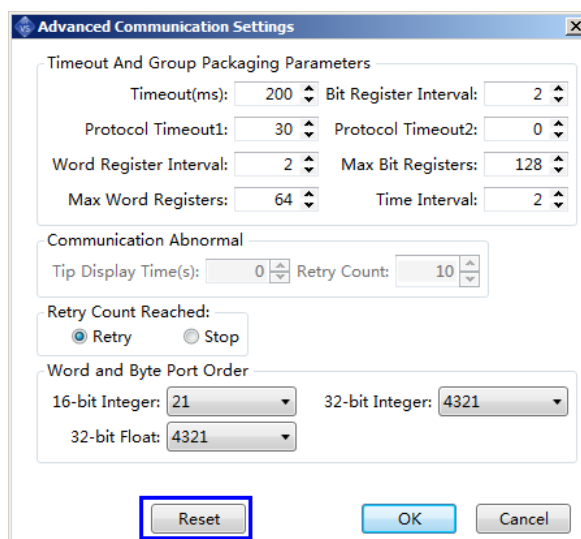 VS Advanced Communication Settings
Timeout And Group Packaging Parameters
Timeout(ms): 200 Bit Register Interval: 2
Protocol Timeout1: 30 Protocol Timeout2: 0
Word Register Interval: 2 Max Bit Registers: 128
Max Word Registers: 64 Time Interval: 2
Communication Abnormal
Tip Display Time(s): 0 Retry Count: 10
Retry Count Reached:
Retry Stop
Word and Byte Port Order
16-bit Integer: 21 32-bit Integer: 4321
32-bit Float: 4321
Reset OK Cancel